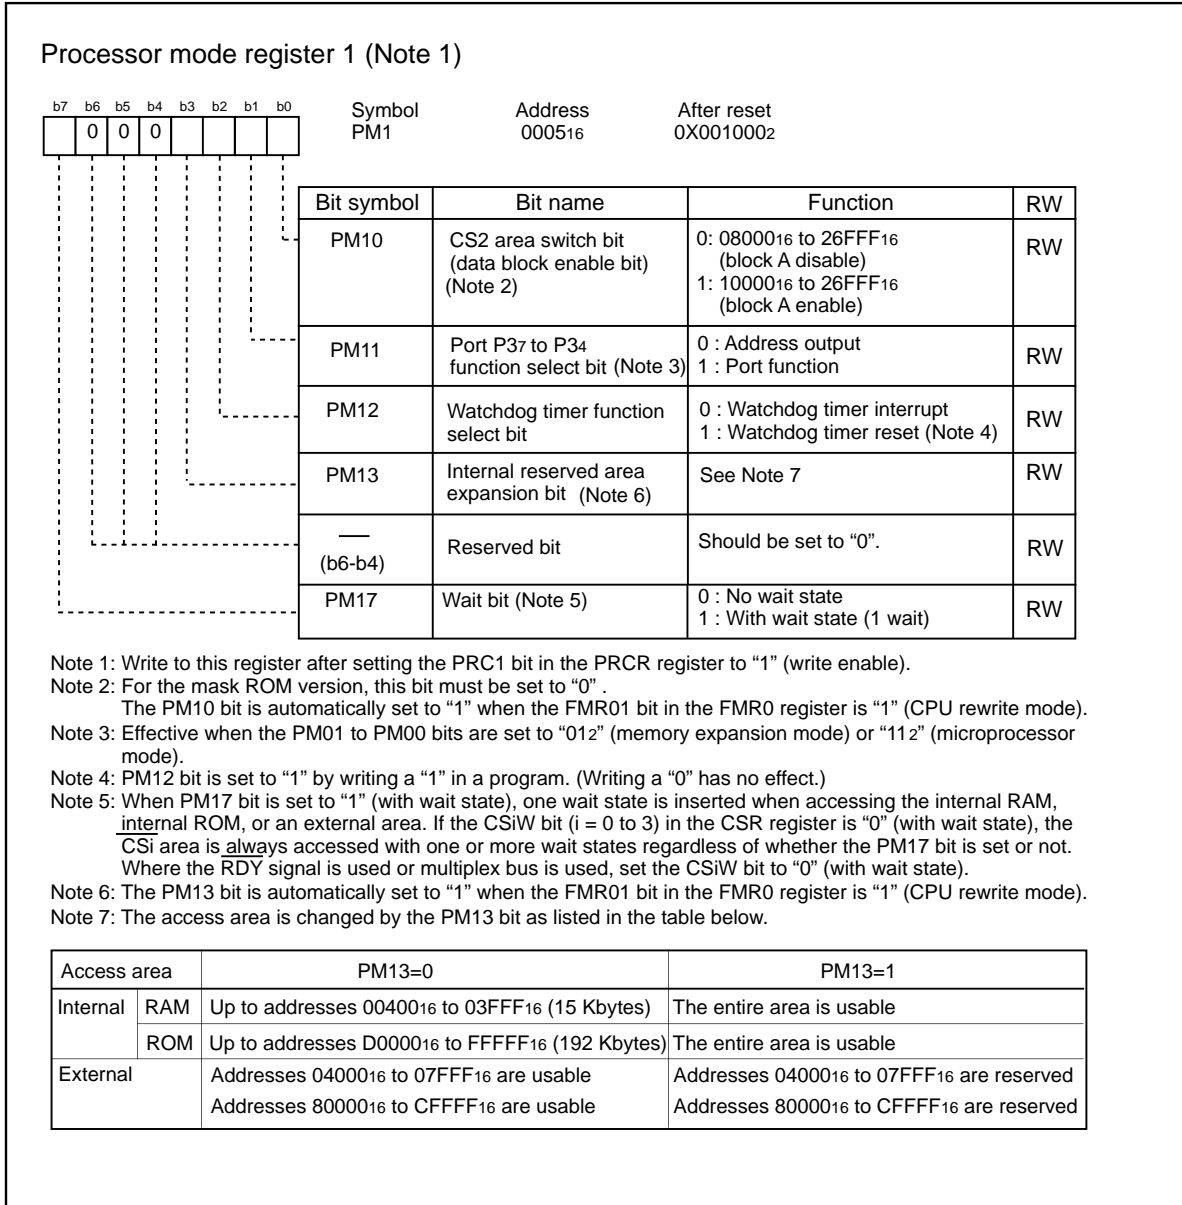 Processor mode register 1 (Note 1)
b7 b6 b5 b4 b3 b2 b1 b0
0 0 0
Symbol Address After reset
PM1 000516 0X0010002
Bit symbol Bit name Function RW
PM10 CS2 area switch bit (data block enable bit) (Note 2) 0: 0800016 to 26FFF16 (block A disable) 1: 1000016 to 26FFF16 (block A enable) RW
PM11 Port P37 to P34 function select bit (Note 3) 0 : Address output 1 : Port function RW
PM12 Watchdog timer function select bit 0 : Watchdog timer interrupt 1 : Watchdog timer reset (Note 4) RW
PM13 Internal reserved area expansion bit (Note 6) See Note 7 RW
— (b6-b4) Reserved bit Should be set to “0”. RW
PM17 Wait bit (Note 5) 0 : No wait state 1 : With wait state (1 wait) RW
Note 1: Write to this register after setting the PRC1 bit in the PRCR register to “1” (write enable).
Note 2: For the mask ROM version, this bit must be set to “0” .
The PM10 bit is automatically set to “1” when the FMR01 bit in the FMR0 register is “1” (CPU rewrite mode).
Note 3: Effective when the PM01 to PM00 bits are set to “012” (memory expansion mode) or “112” (microprocessor
mode).
Note 4: PM12 bit is set to “1” by writing a “1” in a program. (Writing a “0” has no effect.)
Note 5: When PM17 bit is set to “1” (with wait state), one wait state is inserted when accessing the internal RAM,
internal ROM, or an external area. If the CSiW bit (i = 0 to 3) in the CSR register is “0” (with wait state), the
CSi area is always accessed with one or more wait states regardless of whether the PM17 bit is set or not.
Where the RDY signal is used or multiplex bus is used, set the CSiW bit to “0” (with wait state).
Note 6: The PM13 bit is automatically set to “1” when the FMR01 bit in the FMR0 register is “1” (CPU rewrite mode).
Note 7: The access area is changed by the PM13 bit as listed in the table below.
Access area PM13=0 PM13=1
Internal RAM Up to addresses 0040016 to 03FFF16 (15 Kbytes) The entire area is usable
ROM Up to addresses D000016 to FFFFF16 (192 Kbytes) The entire area is usable
External Addresses 0400016 to 07FFF16 are usable Addresses 0400016 to 07FFF16 are reserved
Addresses 8000016 to CFFFF16 are usable Addresses 8000016 to CFFFF16 are reserved